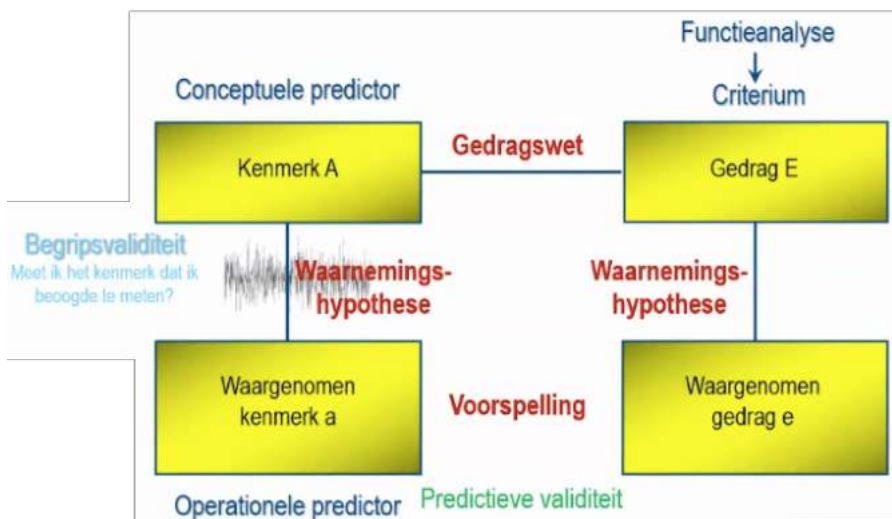 Functieanalyse
Conceptuele predictor
Criterium
Kenmerk A
Gedragswet
Gedrag E
Begripsvaliditeit
Meet ik het kenmerk dat ik
beoogde te meten?
Waarnemings-
hypothese
Waarnemings-
hypothese
Waargenomen
kenmerk a
Voorspelling
Waargenomen
gedrag e
Operationele predictor
Predictieve validiteit